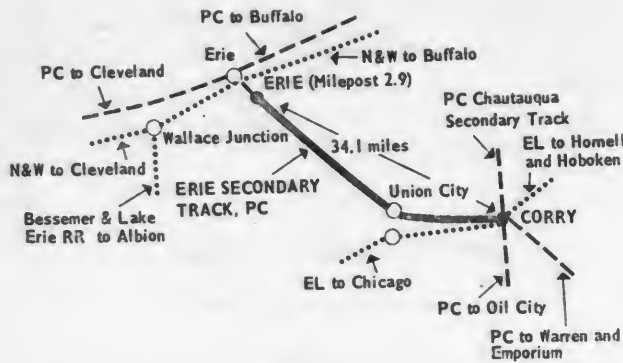 PC to Buffalo
Erie
N&W to Buffalo
PC to Cleveland
ERIE (Milepost 2.9)
PC Chautauqua
Secondary Track
Wallace Junction
34.1 miles
EL to Hornell
and Hoboken
N&W to Cleveland
ERIE SECONDARY
TRACK, PC
Union City
Bessemer & Lake
Erie RR to Albion
CORRY
EL to Chicago
PC to Oil City
PC to Warren and
Emporium